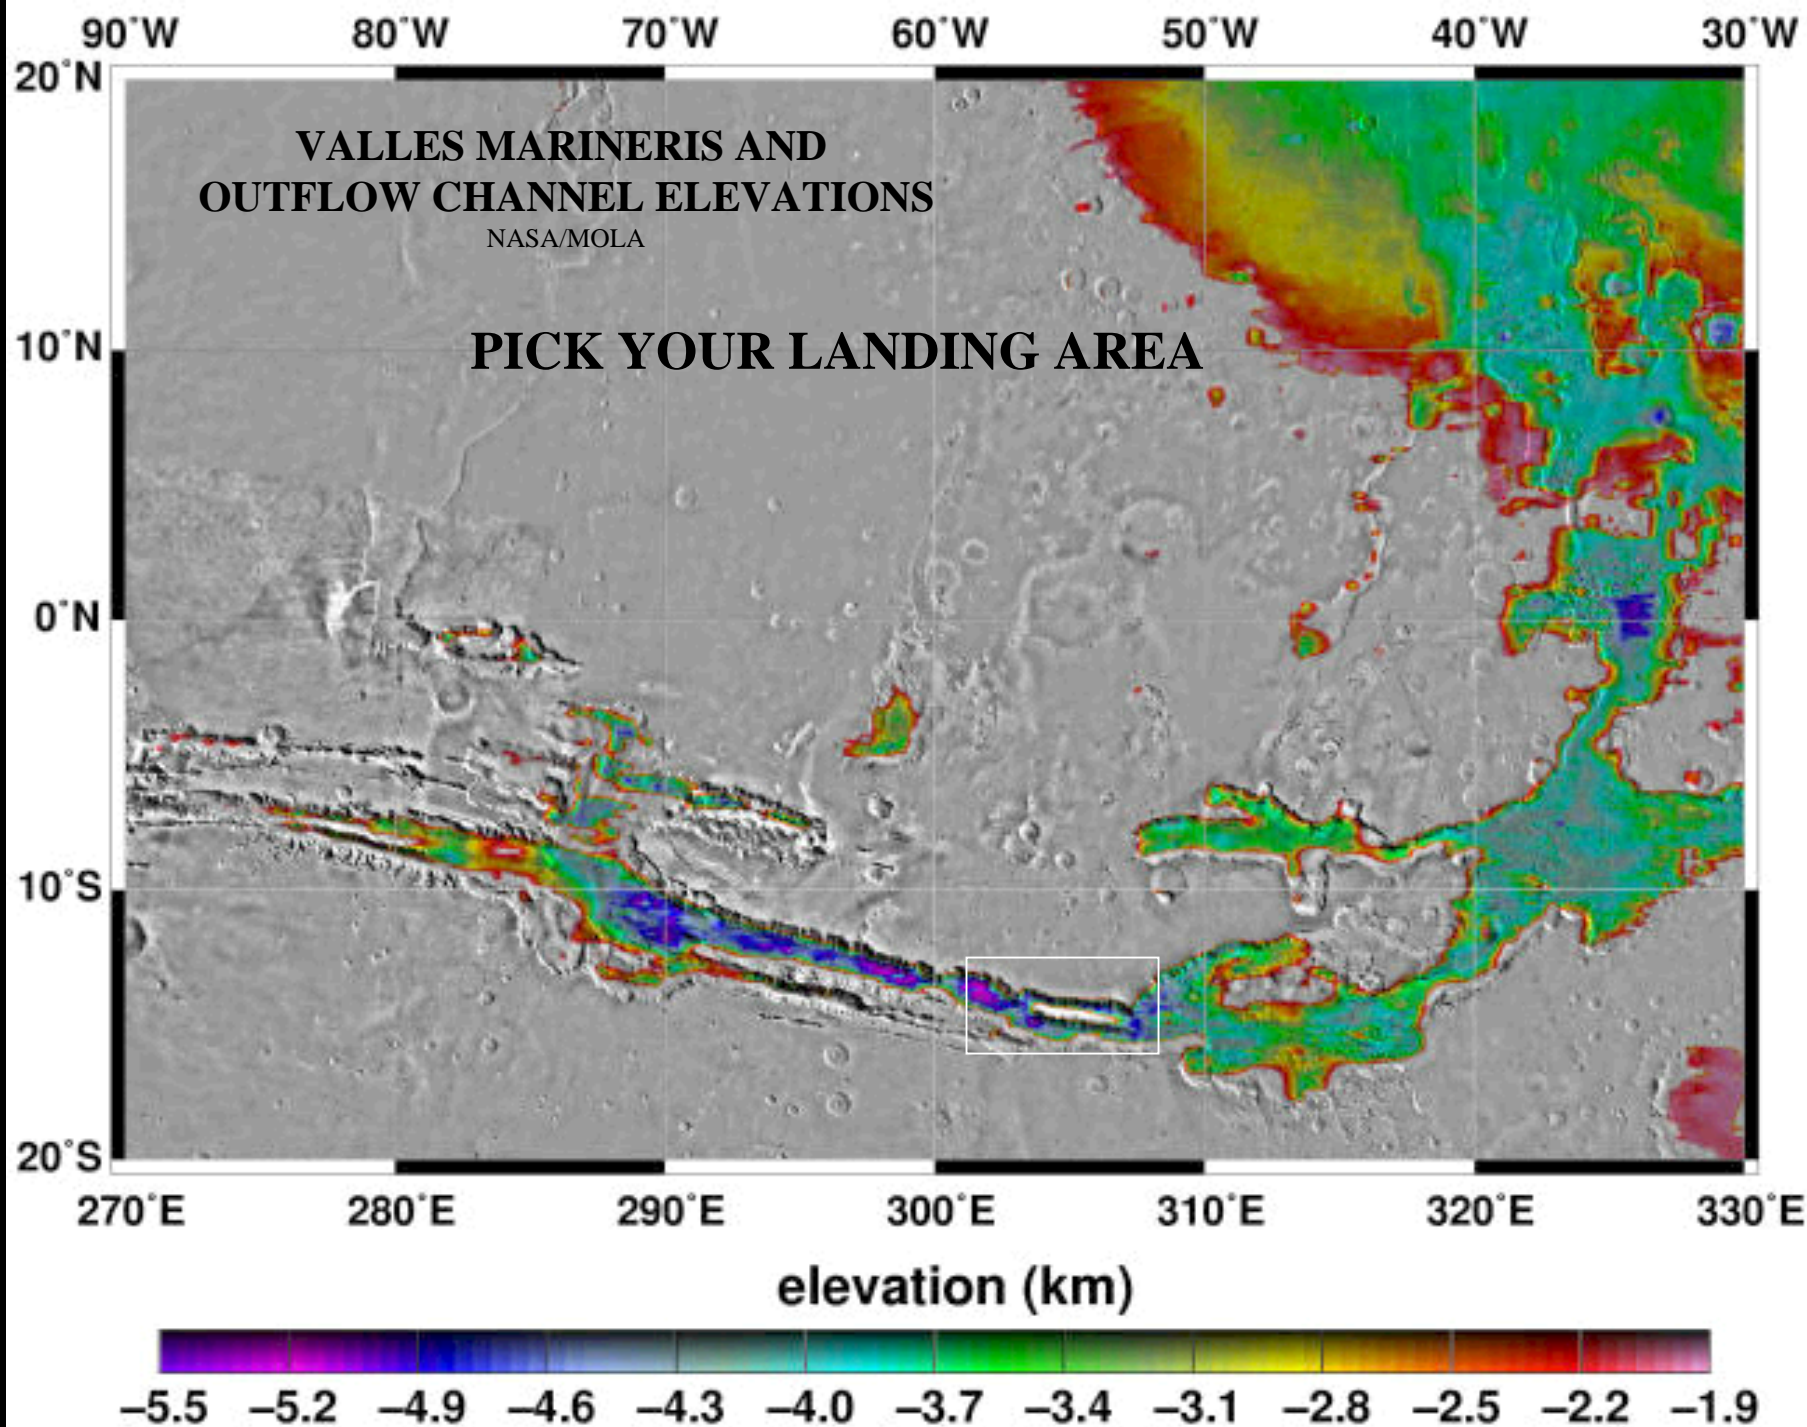 90˚W 80˚W 70˚W 60˚W 50˚W 40˚W 30˚W
20˚N
VALLES MARINERIS AND
OUTFLOW CHANNEL ELEVATIONS
NASA/MOLA
10˚N
PICK YOUR LANDING AREA
0˚N
10˚S
20˚S
270˚E 280˚E 290˚E 300˚E 310˚E 320˚E 330˚E
elevation (km)
–5.5 –5.2 –4.9 –4.6 –4.3 –4.0 –3.7 –3.4 –3.1 –2.8 –2.5 –2.2 –1.9